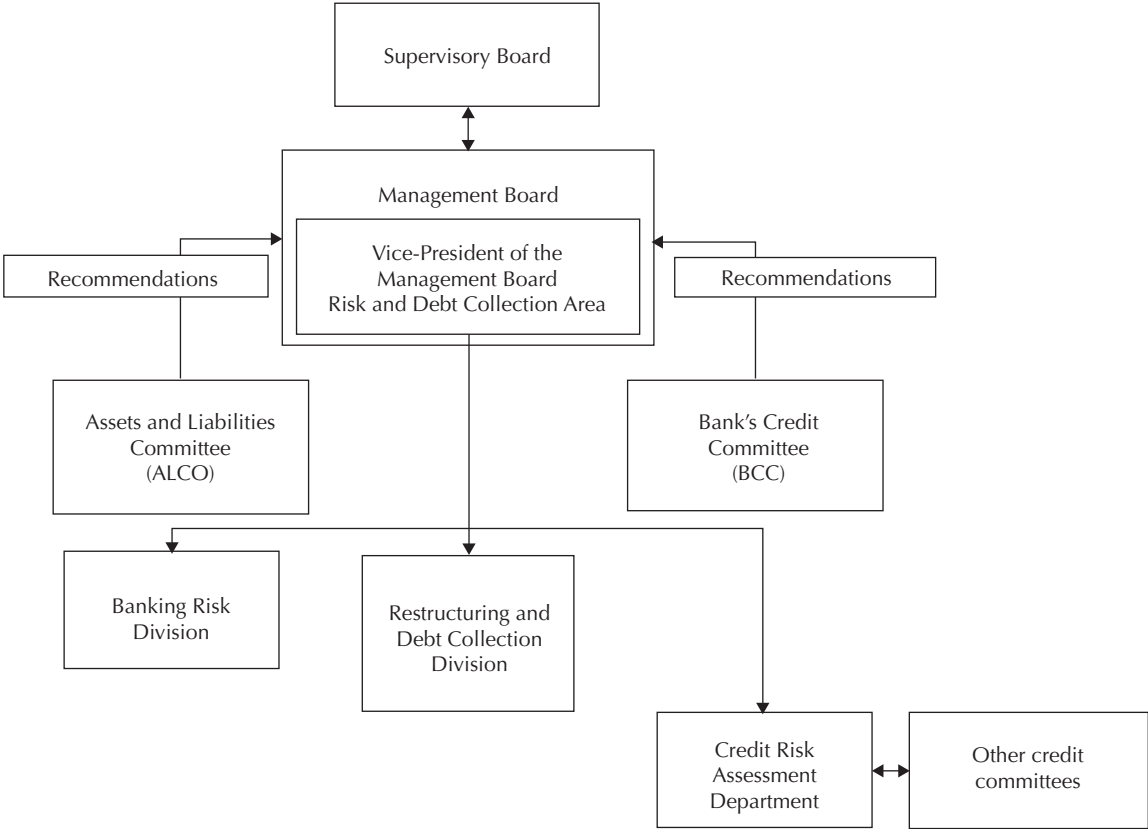 Supervisory Board
Management Board
Vice-President of the
Management Board
Risk and Debt Collection Area
Recommendations
Recommendations
Assets and Liabilities
Committee
(ALCO)
Bank's Credit
Committee
(BCC)
Banking Risk
Division
Restructuring and
Debt Collection
Division
Credit Risk
Assessment
Department
Other credit
committees